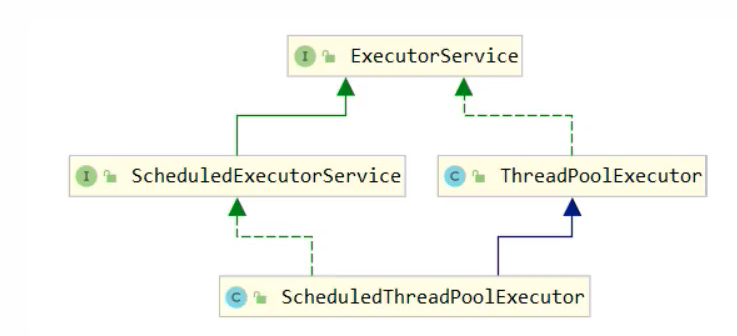 I ExecutorService
I ScheduledExecutorService
C ThreadPoolExecutor
C ScheduledThreadPoolExecutor